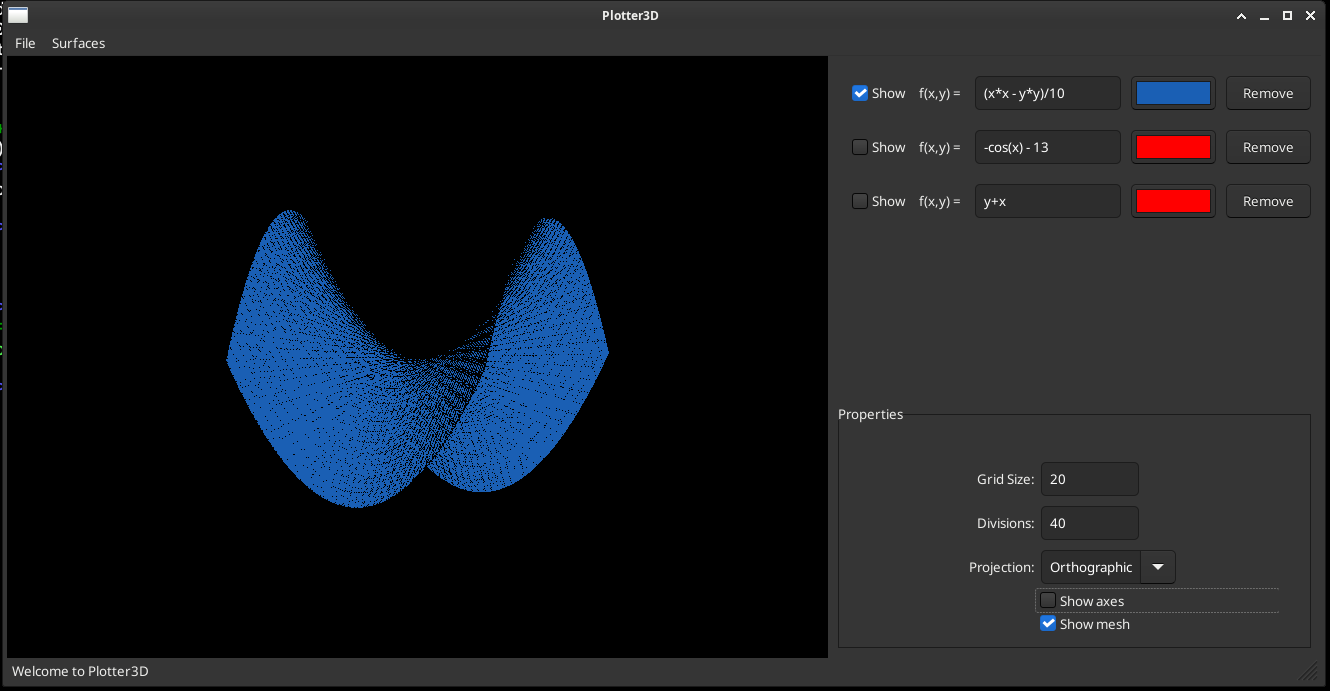 Plotter3D
File Surfaces
Show f(x,y) = (x*x - y*y)/10 Remove
Show f(x,y) = -cos(x) - 13 Remove
Show f(x,y) = y+x Remove
Properties
Grid Size: 20
Divisions: 40
Projection: Orthographic
Show axes
Show mesh
Welcome to Plotter3D